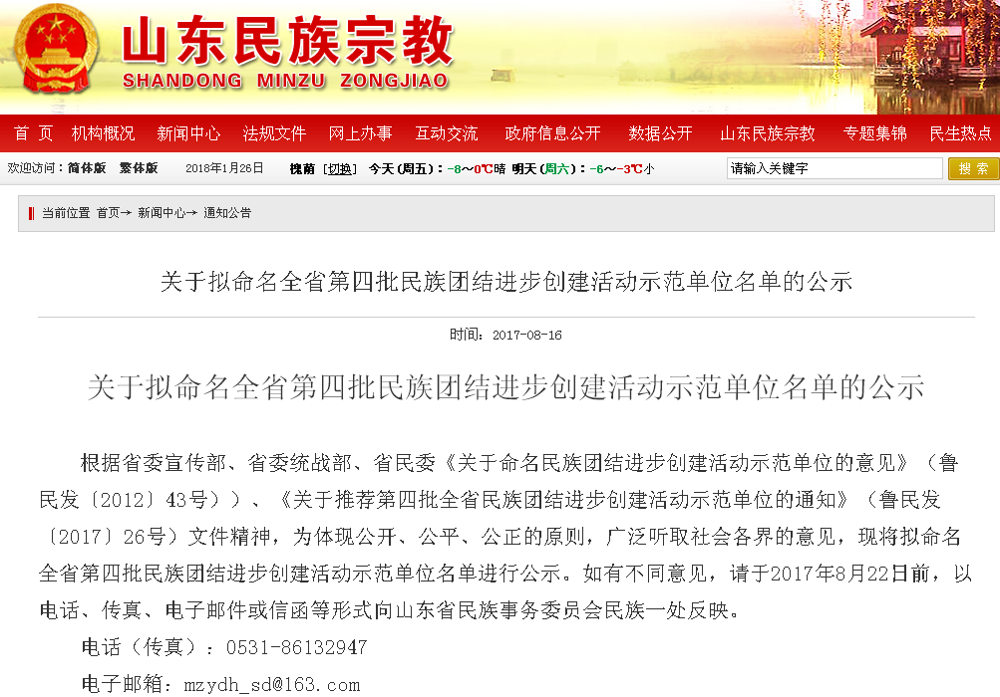 山东民族宗教
SHANDONG MINZU ZONGJIAO
首 页 机构概况 新闻中心 法规文件 网上办事 互动交流 政府信息公开 数据公开 山东民族宗教 专题集锦 民生热点
欢迎访问：简体版 繁体版 2018年1月26日 槐荫 [切换] 今天(周五)：-8～0℃晴 明天(周六)：-6～-3℃小 请输入关键字 搜 索
当前位置 首页→ 新闻中心→ 通知公告
关于拟命名全省第四批民族团结进步创建活动示范单位名单的公示
时间：2017-08-16
关于拟命名全省第四批民族团结进步创建活动示范单位名单的公示
根据省委宣传部、省委统战部、省民委《关于命名民族团结进步创建活动示范单位的意见》（鲁
民发〔2012〕43号））、《关于推荐第四批全省民族团结进步创建活动示范单位的通知》（鲁民发
〔2017〕26号）文件精神，为体现公开、公平、公正的原则，广泛听取社会各界的意见，现将拟命名
全省第四批民族团结进步创建活动示范单位名单进行公示。如有不同意见，请于2017年8月22日前，以
电话、传真、电子邮件或信函等形式向山东省民族事务委员会民族一处反映。
电话（传真）：0531-86132947
电子邮箱：mzydh_sd@163.com